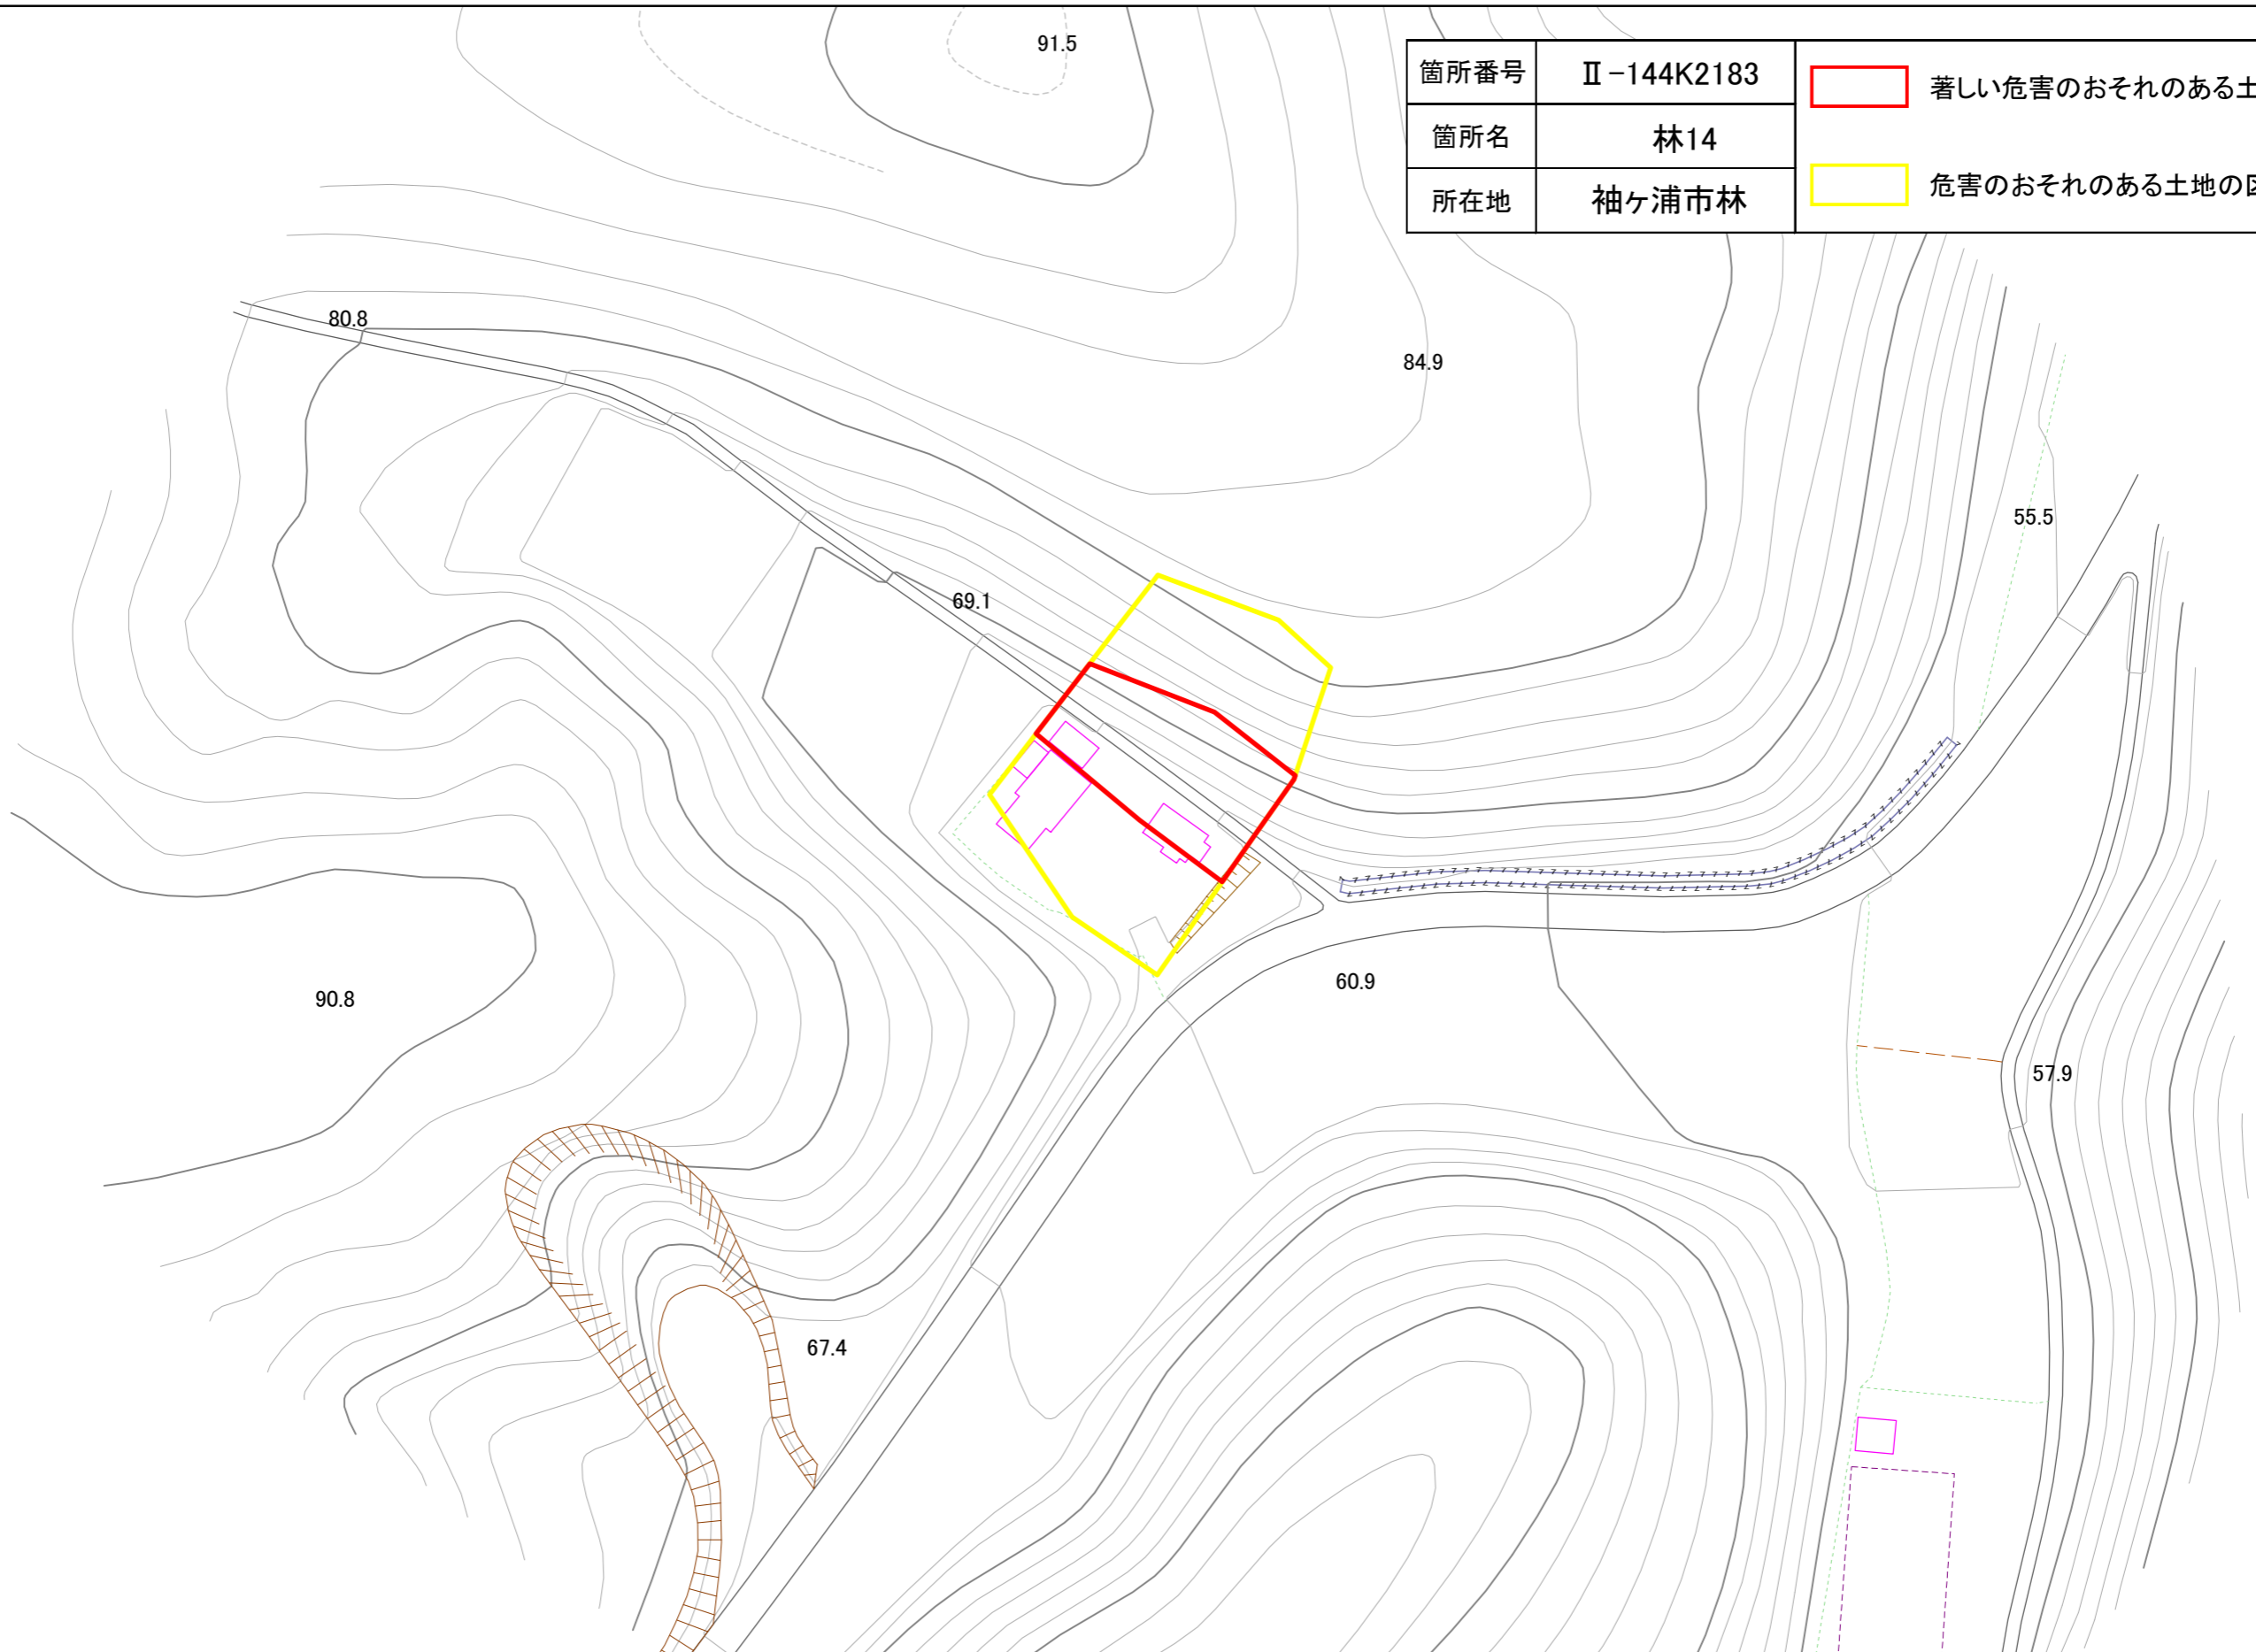 91.5
箇所番号 Ⅱ-144K2183
著しい危害のおそれのある土
箇所名 林14
危害のおそれのある土地の
所在地 袖ヶ浦市林
80.8
84.9
55.5
69.1
60.9
90.8
57.9
67.4